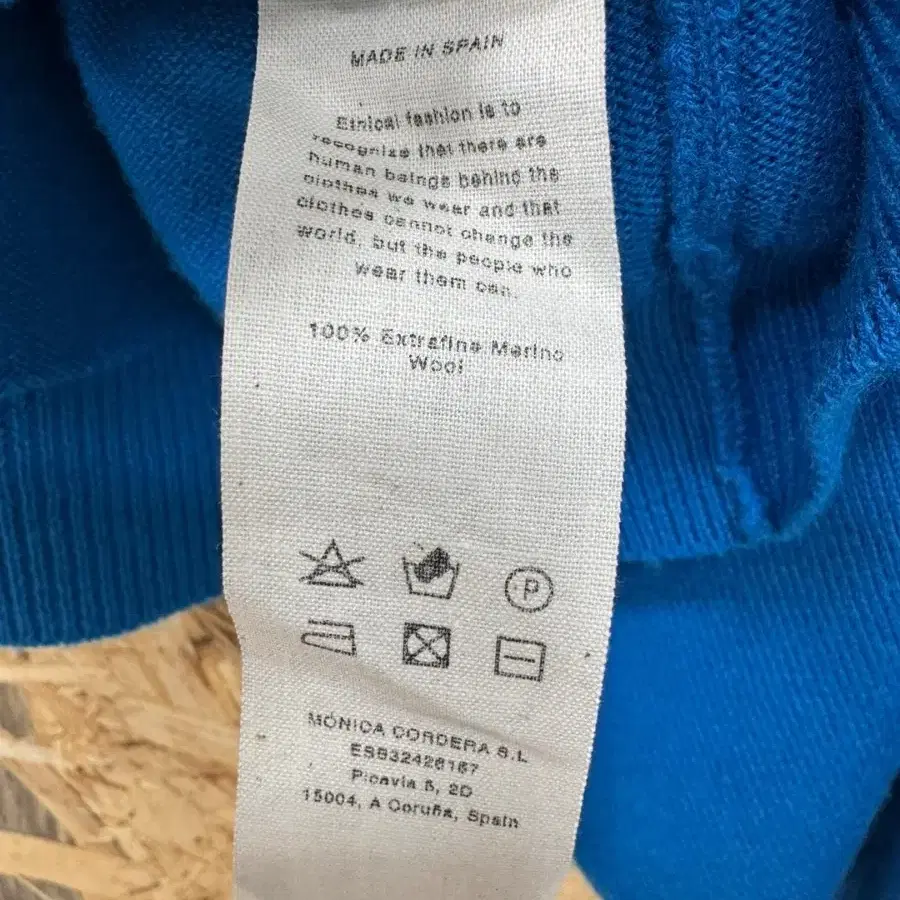 MADE IN SPAIN
Ethical fashion is to
recognize that there are
human beings behind the
clothes we wear and that
clothes cannot change the
world, but the people who
wear them can.
100% Extrafine Merino
Wool
P
MÓNICA CORDERA S.L
ESB32426167
Picavia 5, 2D
15004, A Coruña, Spain